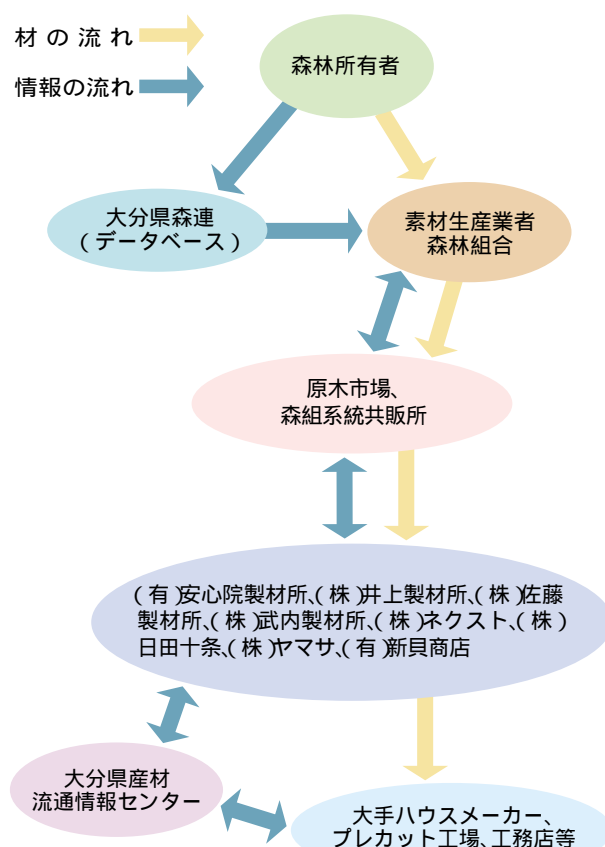 材の流れ
情報の流れ
森林所有者
大分県森連
（データベース）
素材生産業者
森林組合
原木市場、
森組系統共販所
（有）安心院製材所、（株）井上製材所、（株）佐藤
製材所、（株）武内製材所、（株）ネクスト、（株）
日田十条、（株）ヤマサ、（有）新貝商店
大分県産材
流通情報センター
大手ハウスメーカー、
プレカット工場、工務店等